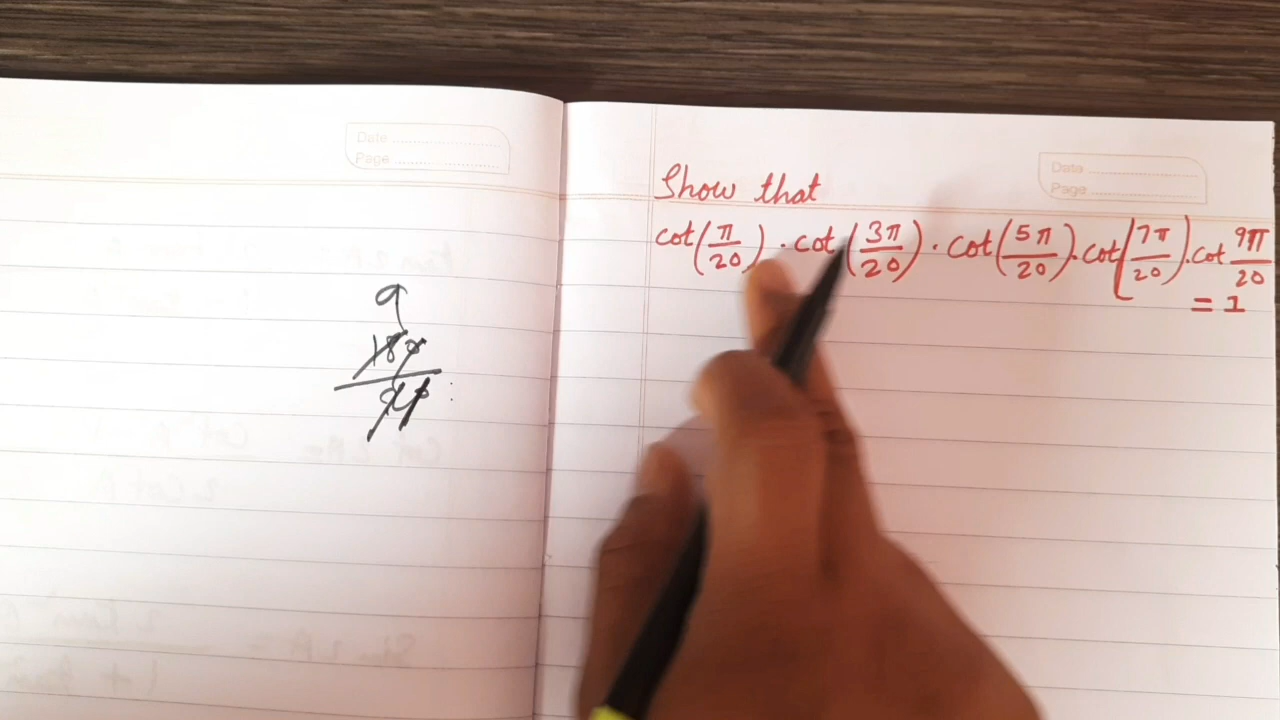 Date
Page
9
180
20
Date
Page
Show that
cot(π/20) . cot(3π/20) . cot(5π/20) . cot(7π/20) . cot 9π/20
= 1